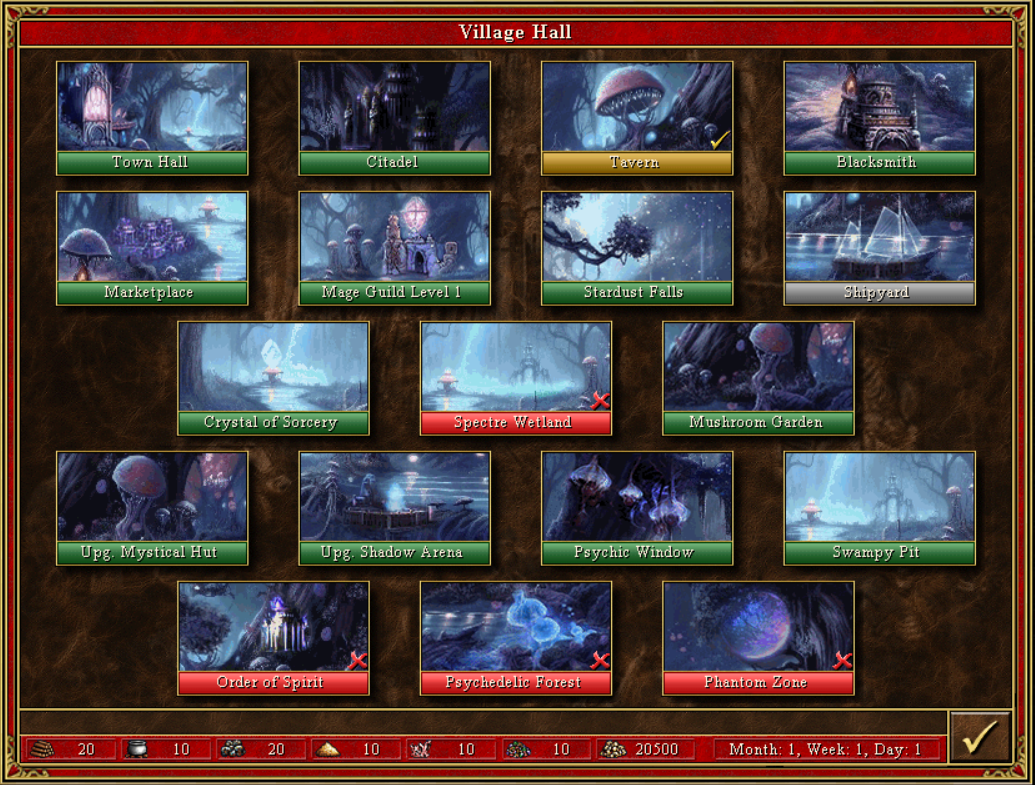 Village Hall
Town Hall
Citadel
Tavern
Blacksmith
Marketplace
Mage Guild Level 1
Stardust Falls
Shipyard
Crystal of Sorcery
Spectre Wetland
Mushroom Garden
Upg. Mystical Hut
Upg. Shadow Arena
Psychic Window
Swampy Pit
Order of Spirit
Psychedelic Forest
Phantom Zone
20 10 20 10 10 10 20500 Month: 1, Week: 1, Day: 1